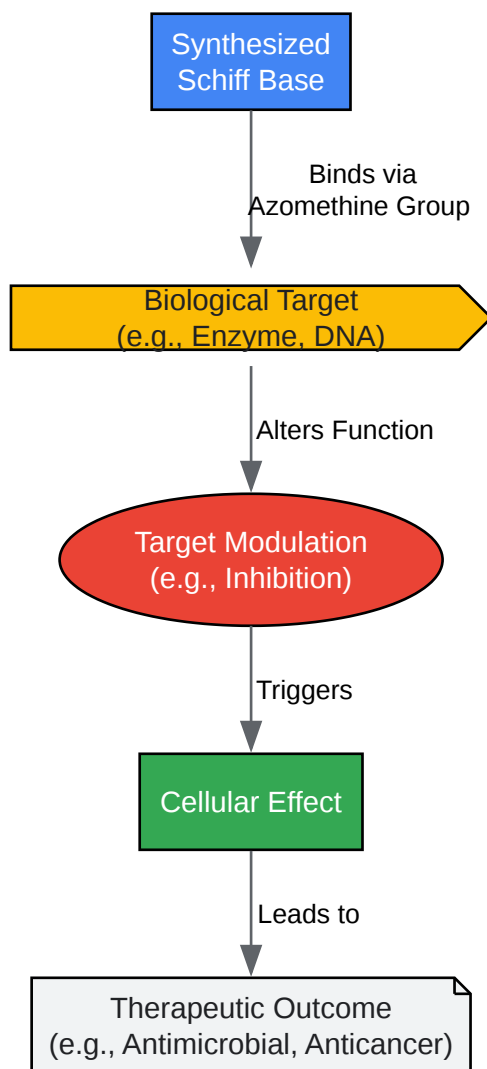 Synthesized
Schiff Base
Binds via
Azomethine Group
Biological Target
(e.g., Enzyme, DNA)
Alters Function
Target Modulation
(e.g., Inhibition)
Triggers
Cellular Effect
Leads to
Therapeutic Outcome
(e.g., Antimicrobial, Anticancer)